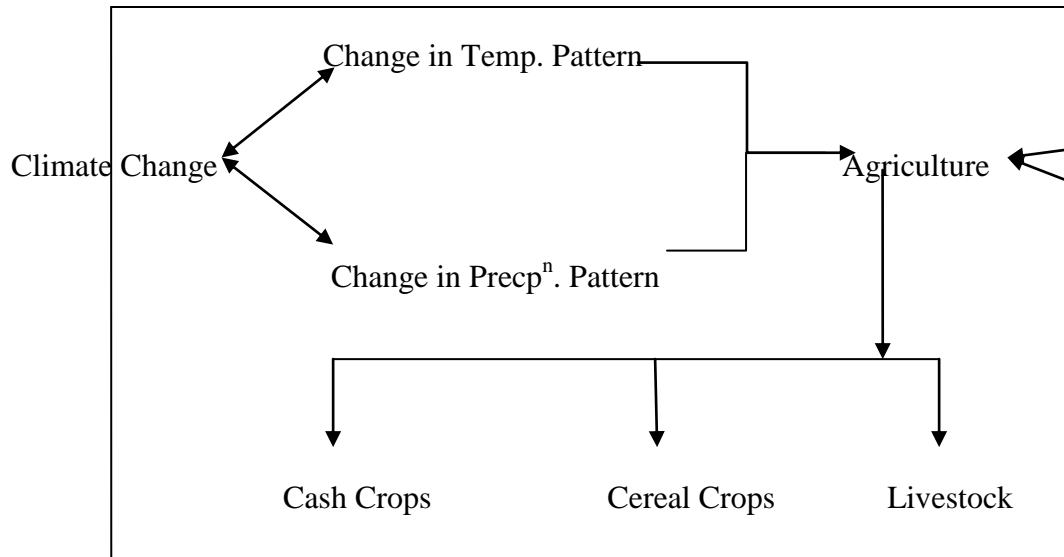 Change in Temp. Pattern
Climate Change
Agriculture
Change in Precpⁿ. Pattern
Cash Crops
Cereal Crops
Livestock